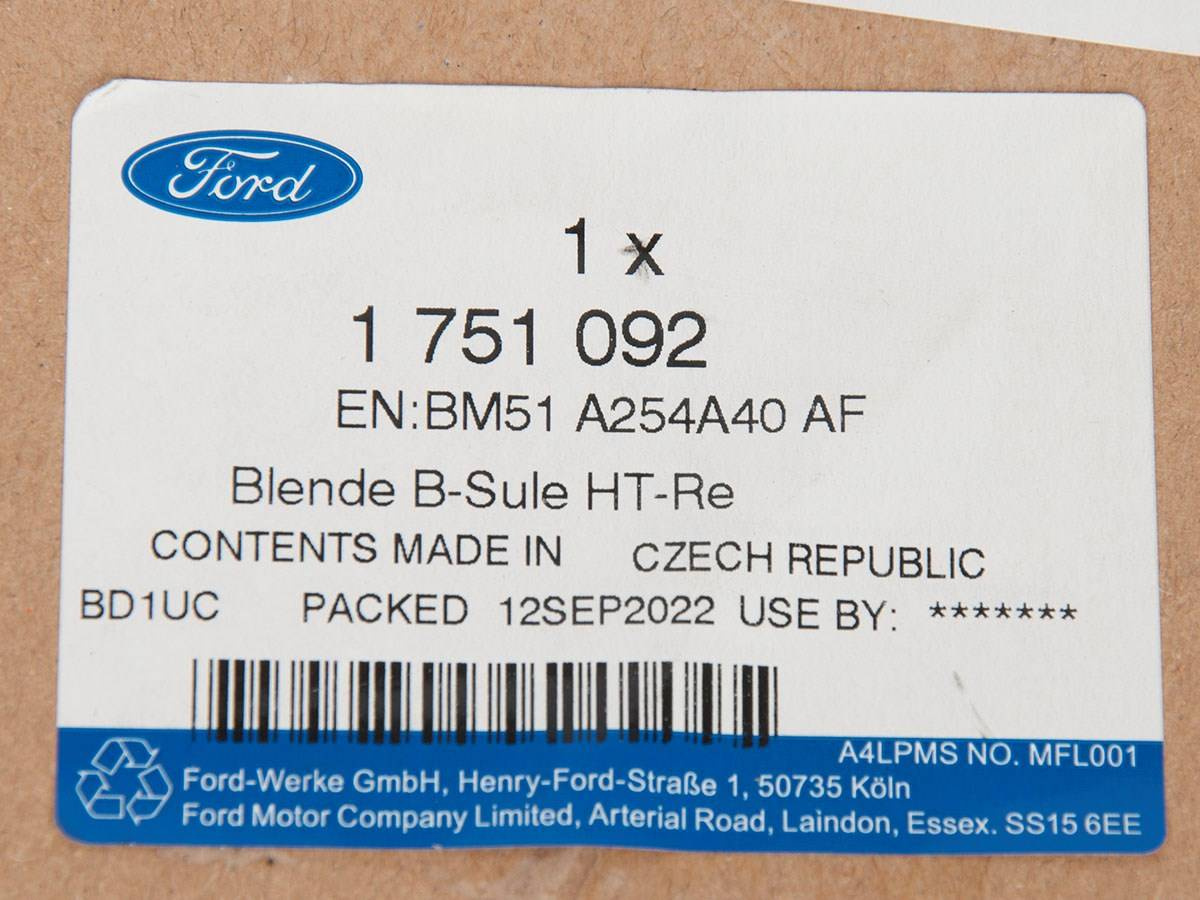 Ford
1 x
1 751 092
EN:BM51 A254A40 AF
Blende B-Sule HT-Re
CONTENTS MADE IN CZECH REPUBLIC
BD1UC PACKED 12SEP2022 USE BY: *******
A4LPMS NO. MFL001
Ford-Werke GmbH, Henry-Ford-Straße 1, 50735 Köln
Ford Motor Company Limited, Arterial Road, Laindon, Essex. SS15 6EE